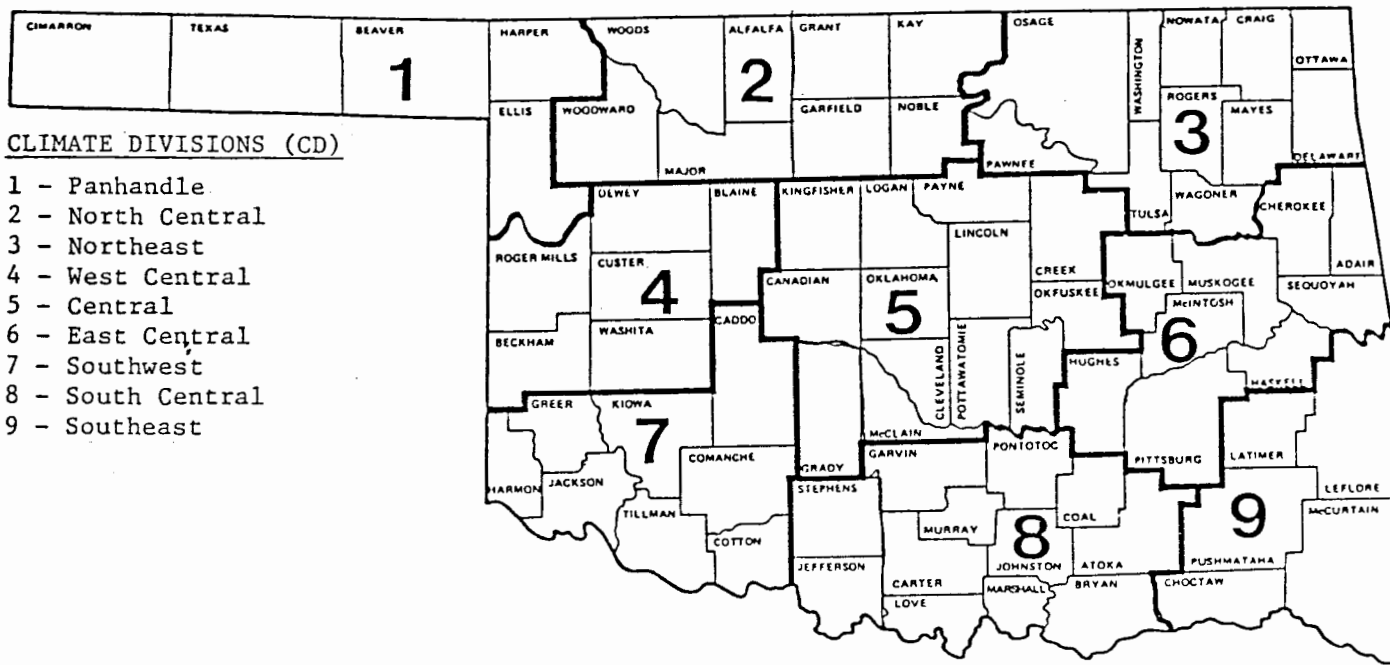 CIMARRON
TEXAS
BEAVER
HARPER
WOODS
ALFALFA
GRANT
KAY
OSAGE
WASHINGTON
NOWATA
CRAIG
OTTAWA
1
2
3
ELLIS
WOODWARD
MAJOR
GARFIELD
NOBLE
PAWNEE
ROGERS
MAYES
DELAWARE
CLIMATE DIVISIONS (CD)
1 - Panhandle
2 - North Central
3 - Northeast
4 - West Central
5 - Central
6 - East Central
7 - Southwest
8 - South Central
9 - Southeast
DEWEY
BLAINE
KINGFISHER
LOGAN
PAYNE
TULSA
WAGONER
CHEROKEE
LINCOLN
ROGER MILLS
CUSTER
CANADIAN
OKLAHOMA
CREEK
OKMULGEE
MUSKOGEE
ADAIR
SEQUOYAH
4
5
6
OKFUSKEE
McINTOSH
BECKHAM
WASHITA
CADDO
CLEVELAND
POTTAWATOMIE
SEMINOLE
HUGHES
HASKELL
GREER
KIOWA
7
McCLAIN
GARVIN
PONTOTOC
COMANCHE
GRADY
PITTSBURG
LATIMER
HARMON
JACKSON
STEPHENS
LEFLORE
TILLMAN
COTTON
MURRAY
COAL
8
9
McCURTAIN
JEFFERSON
JOHNSTON
ATOKA
PUSHMATAHA
CARTER
MARSHALL
BRYAN
CHOCTAW
LOVE